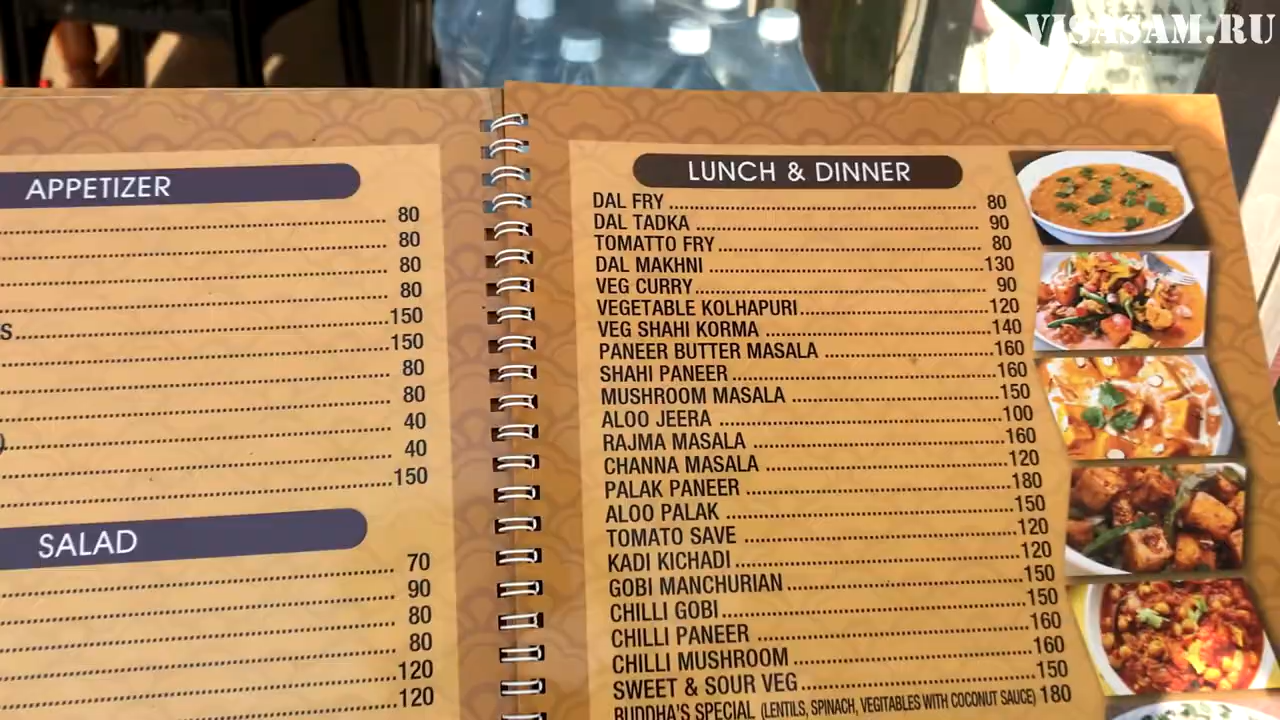 VISASAM.RU
APPETIZER
80
80
80
80
S 150
150
80
80
40
) 40
150
SALAD
70
90
80
80
120
120
LUNCH & DINNER
DAL FRY 80
DAL TADKA 90
TOMATTO FRY 80
DAL MAKHNI 130
VEG CURRY 90
VEGETABLE KOLHAPURI 120
VEG SHAHI KORMA 140
PANEER BUTTER MASALA 160
SHAHI PANEER 160
MUSHROOM MASALA 150
ALOO JEERA 100
RAJMA MASALA 160
CHANNA MASALA 120
PALAK PANEER 180
ALOO PALAK 150
TOMATO SAVE 120
KADI KICHADI 120
GOBI MANCHURIAN 150
CHILLI GOBI 150
CHILLI PANEER 160
CHILLI MUSHROOM 160
SWEET & SOUR VEG 150
BUDDHA'S SPECIAL (LENTILS, SPINACH, VEGITABLES WITH COCONUT SAUCE) 180